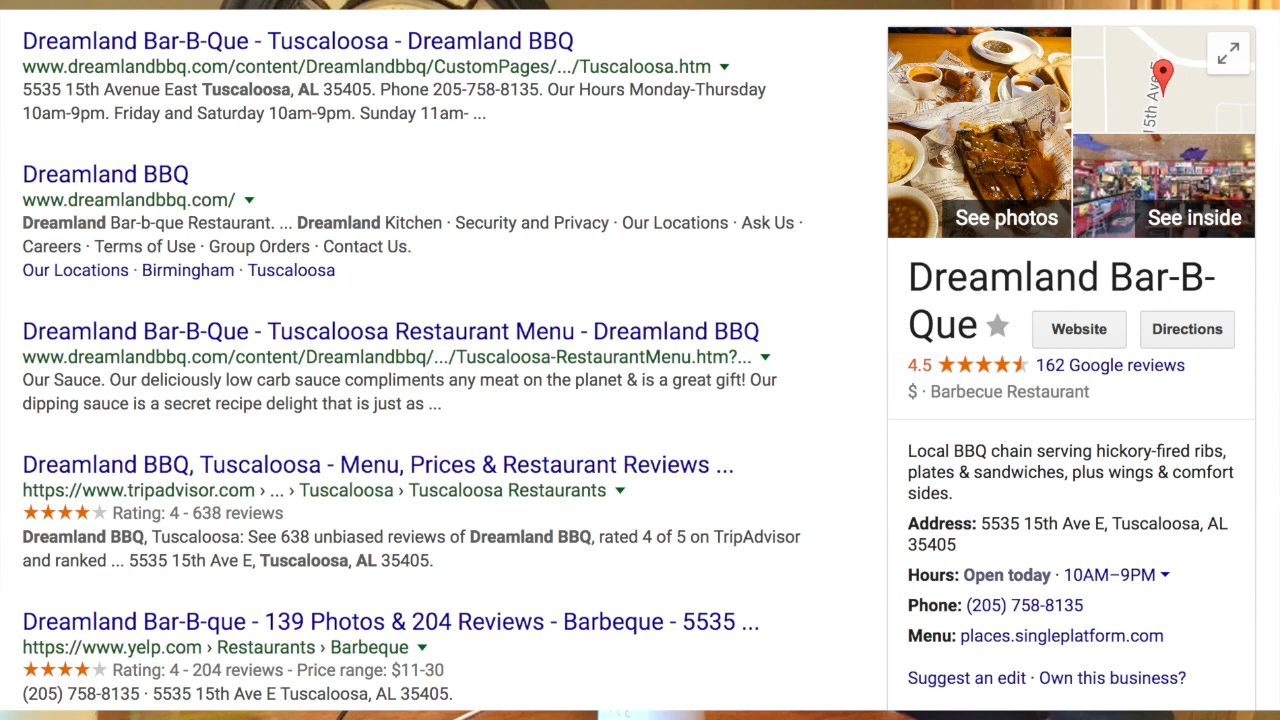 Dreamland Bar-B-Que - Tuscaloosa - Dreamland BBQ
www.dreamlandbbq.com/content/Dreamlandbbq/CustomPages/.../Tuscaloosa.htm
5535 15th Avenue East Tuscaloosa, AL 35405. Phone 205-758-8135. Our Hours Monday-Thursday
10am-9pm. Friday and Saturday 10am-9pm. Sunday 11am- ...
Dreamland BBQ
www.dreamlandbbq.com/
Dreamland Bar-b-que Restaurant. ... Dreamland Kitchen · Security and Privacy · Our Locations · Ask Us ·
Careers · Terms of Use · Group Orders · Contact Us.
Our Locations · Birmingham · Tuscaloosa
Dreamland Bar-B-Que - Tuscaloosa Restaurant Menu - Dreamland BBQ
www.dreamlandbbq.com/content/Dreamlandbbq/.../Tuscaloosa-RestaurantMenu.htm?...
Our Sauce. Our deliciously low carb sauce compliments any meat on the planet & is a great gift! Our
dipping sauce is a secret recipe delight that is just as ...
Dreamland BBQ, Tuscaloosa - Menu, Prices & Restaurant Reviews ...
https://www.tripadvisor.com › ... › Tuscaloosa › Tuscaloosa Restaurants
Rating: 4 - 638 reviews
Dreamland BBQ, Tuscaloosa: See 638 unbiased reviews of Dreamland BBQ, rated 4 of 5 on TripAdvisor
and ranked ... 5535 15th Ave E, Tuscaloosa, AL 35405.
Dreamland Bar-B-que - 139 Photos & 204 Reviews - Barbeque - 5535 ...
https://www.yelp.com › Restaurants › Barbeque
Rating: 4 - 204 reviews - Price range: $11-30
(205) 758-8135 · 5535 15th Ave E Tuscaloosa, AL 35405.
15th Ave E
See photos
See inside
Dreamland Bar-B-
Que
Website
Directions
4.5 162 Google reviews
$ · Barbecue Restaurant
Local BBQ chain serving hickory-fired ribs,
plates & sandwiches, plus wings & comfort
sides.
Address: 5535 15th Ave E, Tuscaloosa, AL
35405
Hours: Open today · 10AM–9PM
Phone: (205) 758-8135
Menu: places.singleplatform.com
Suggest an edit · Own this business?